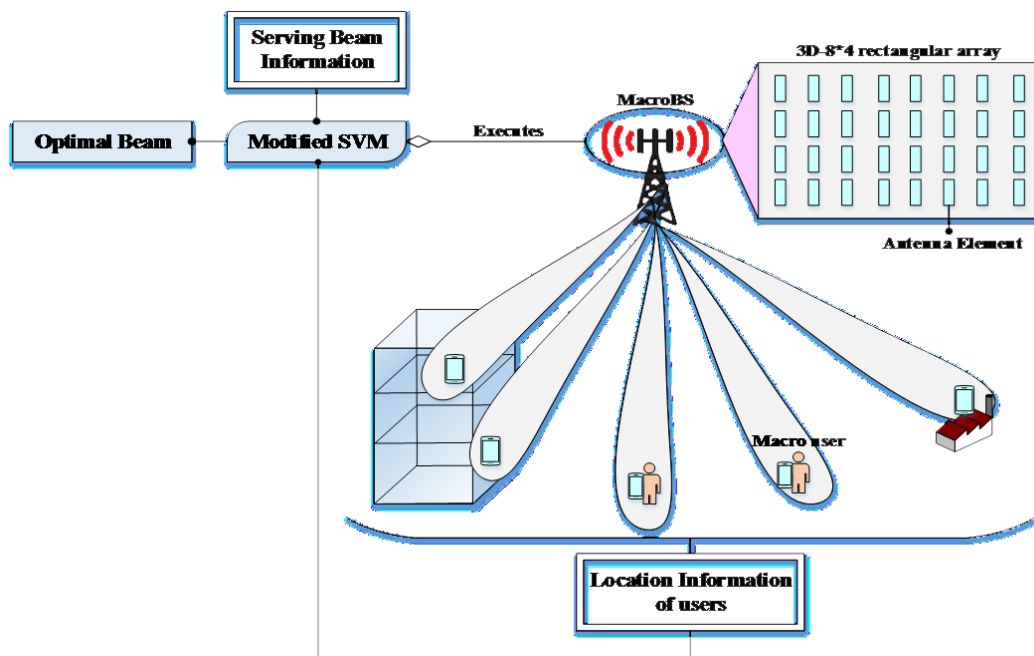 Serving Beam
Information
3D-8*4 rectangular array
MacroBS
Optimal Beam
Modified SVM
Executes
Antenna Element
Macro user
Location Information
of users